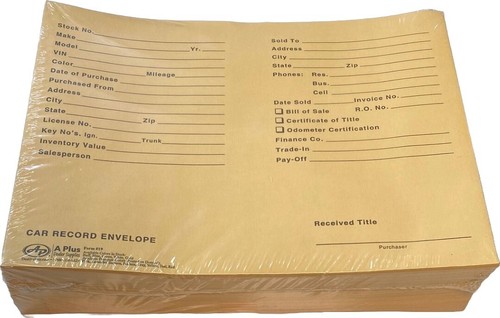 Stock No.
Make
Model Yr.
VIN
Color Mileage
Date of Purchase
Purchased From
Address
City
State Zip
License No.
Key No's. Ign. Trunk
Inventory Value
Salesperson
Sold To
Address
City
State Zip
Phones: Res.
Bus.
Cell
Date Sold Invoice No.
Bill of Sale R.O. No.
Certificate of Title
Odometer Certification
Finance Co.
Trade-In
Pay-Off
Received Title
Purchaser
CAR RECORD ENVELOPE
AP
A Plus